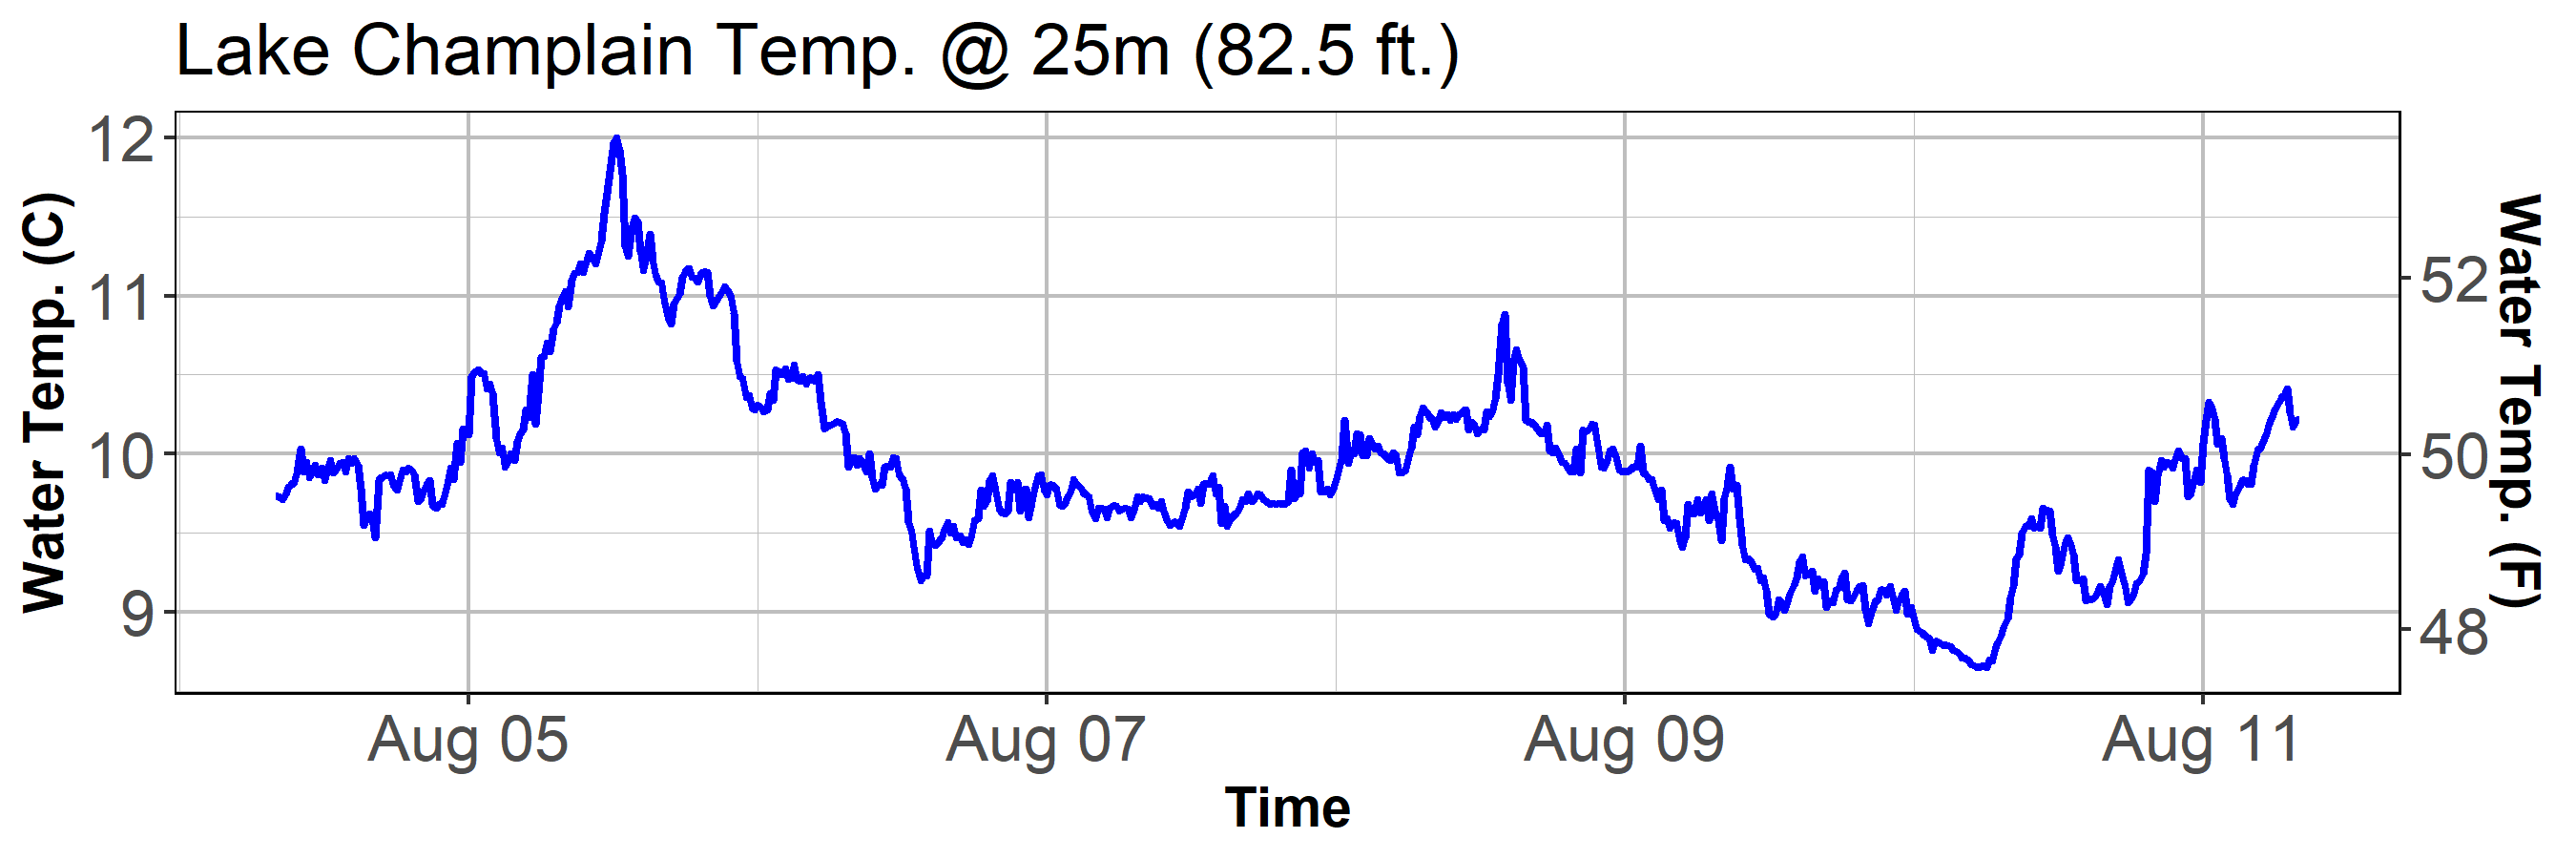 Lake Champlain Temp. @ 25m (82.5 ft.)
Water Temp. (C)
12
11
10
9
52
50
48
Water Temp. (F)
Aug 05 Aug 07 Aug 09 Aug 11
Time